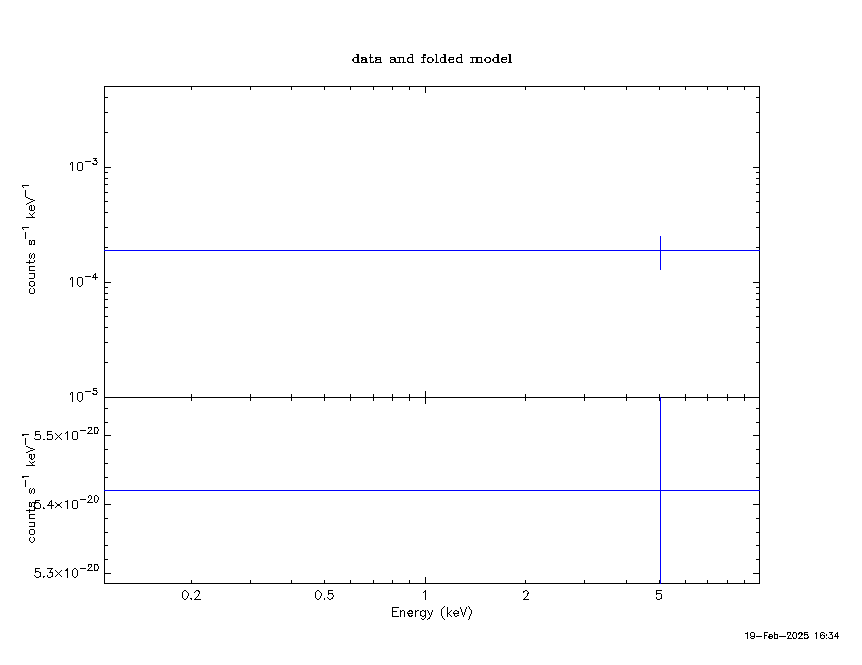 data and folded model
10⁻³
10⁻⁴
10⁻⁵
counts s⁻¹ keV⁻¹
5.5×10⁻²⁰
5.4×10⁻²⁰
5.3×10⁻²⁰
counts s⁻¹ keV⁻¹
0.2 0.5 1 2 5
Energy (keV)
19-Feb-2025 16:34